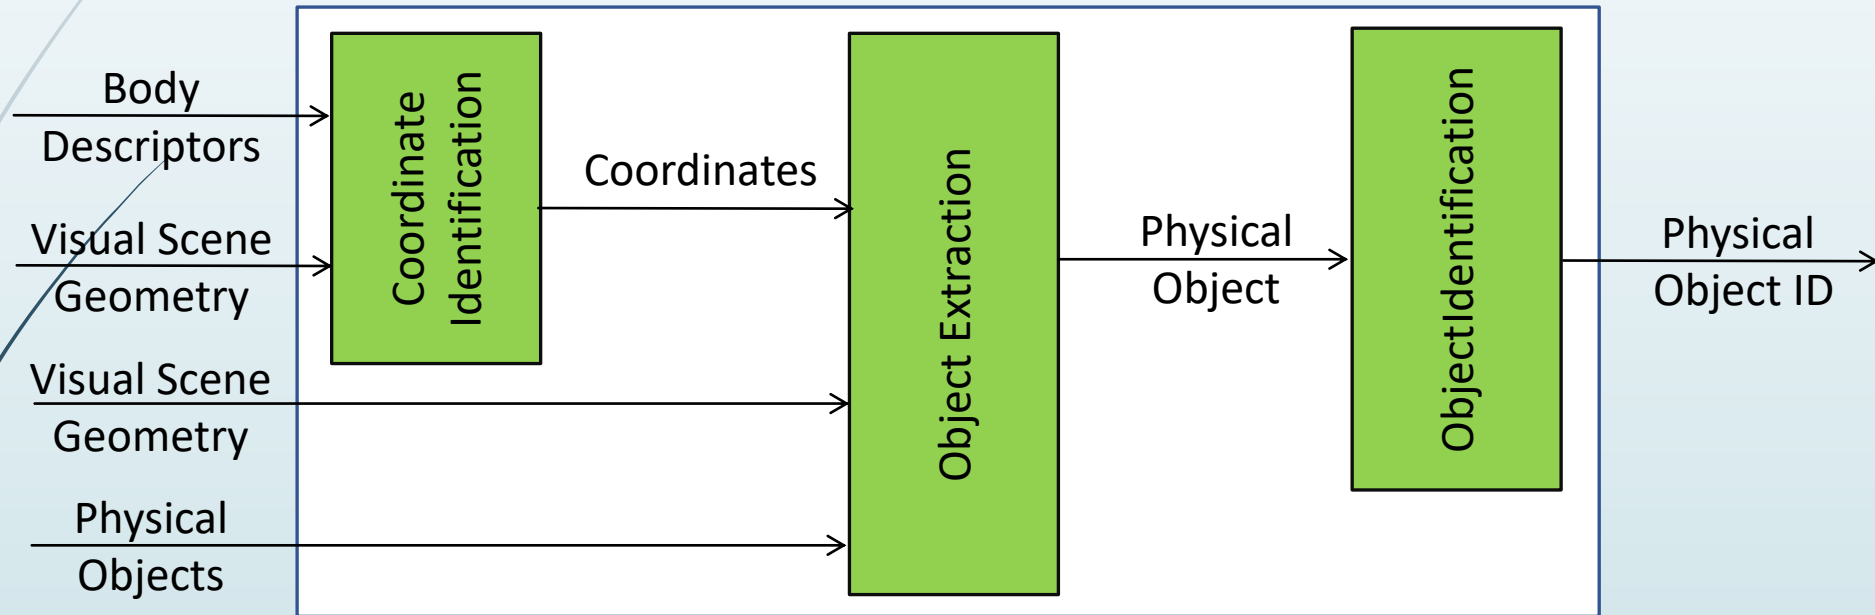 Body
Descriptors
Visual Scene
Geometry
Visual Scene
Geometry
Physical
Objects
Coordinate
Identification
Coordinates
Object Extraction
Physical
Object
ObjectIdentification
Physical
Object ID